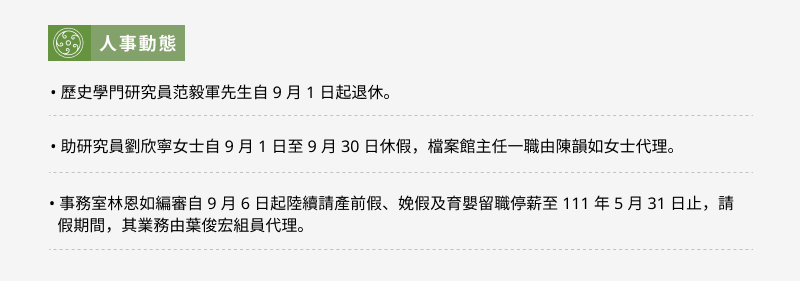 人事動態
• 歷史學門研究員范毅軍先生自 9 月 1 日起退休。
• 助研究員劉欣寧女士自 9 月 1 日至 9 月 30 日休假，檔案館主任一職由陳韻如女士代理。
• 事務室林恩如編審自 9 月 6 日起陸續請產前假、娩假及育嬰留職停薪至 111 年 5 月 31 日止，請
假期間，其業務由葉俊宏組員代理。